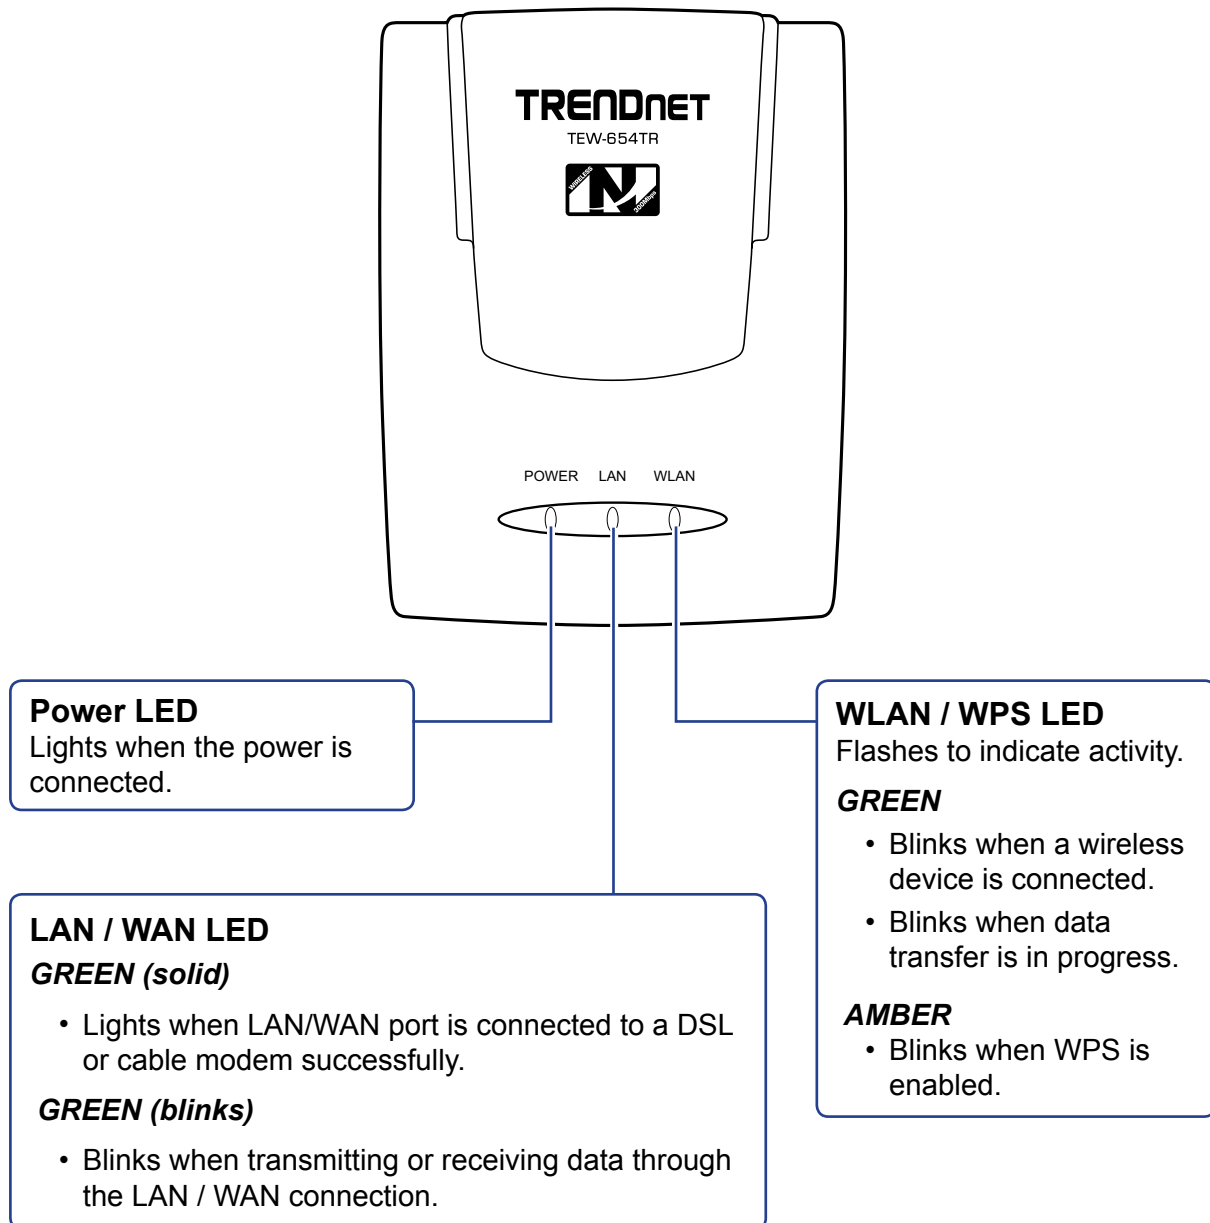 TRENDnET
TEW-654TR
WIRELESS
N
300Mbps
POWER LAN WLAN
Power LED
Lights when the power is
connected.
LAN / WAN LED
GREEN (solid)
• Lights when LAN/WAN port is connected to a DSL
or cable modem successfully.
GREEN (blinks)
• Blinks when transmitting or receiving data through
the LAN / WAN connection.
WLAN / WPS LED
Flashes to indicate activity.
GREEN
• Blinks when a wireless
device is connected.
• Blinks when data
transfer is in progress.
AMBER
• Blinks when WPS is
enabled.